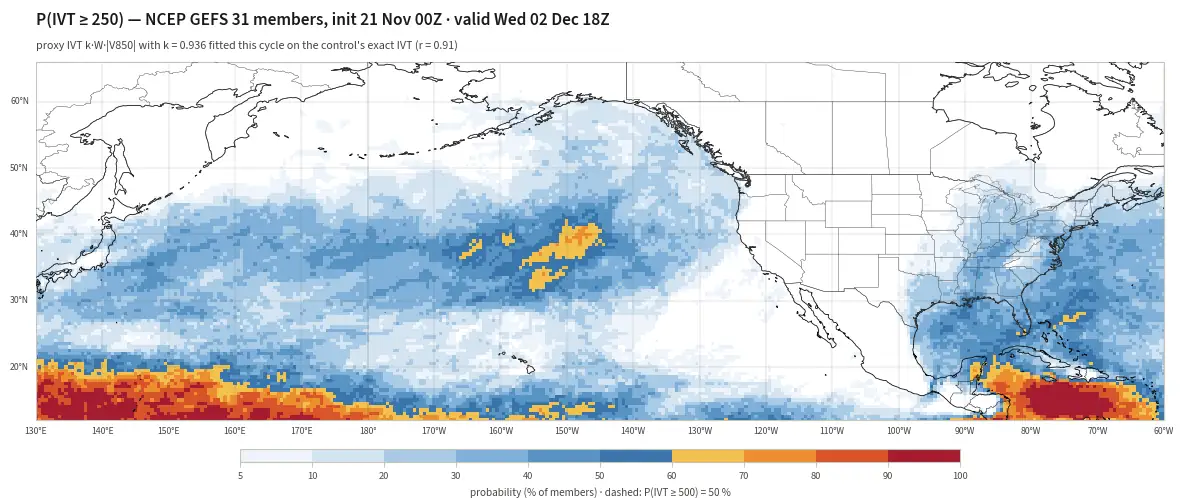 P(IVT ≥ 250) — NCEP GEFS 31 members, init 21 Nov 00Z · valid Wed 02 Dec 18Z
proxy IVT k·W·|V850| with k = 0.936 fitted this cycle on the control's exact IVT (r = 0.91)
60°N
50°N
40°N
30°N
20°N
130°E 140°E 150°E 160°E 170°E 180° 170°W 160°W 150°W 140°W 130°W 120°W 110°W 100°W 90°W 80°W 70°W 60°W
5 10 20 30 40 50 60 70 80 90 100
probability (% of members) · dashed: P(IVT ≥ 500) = 50 %